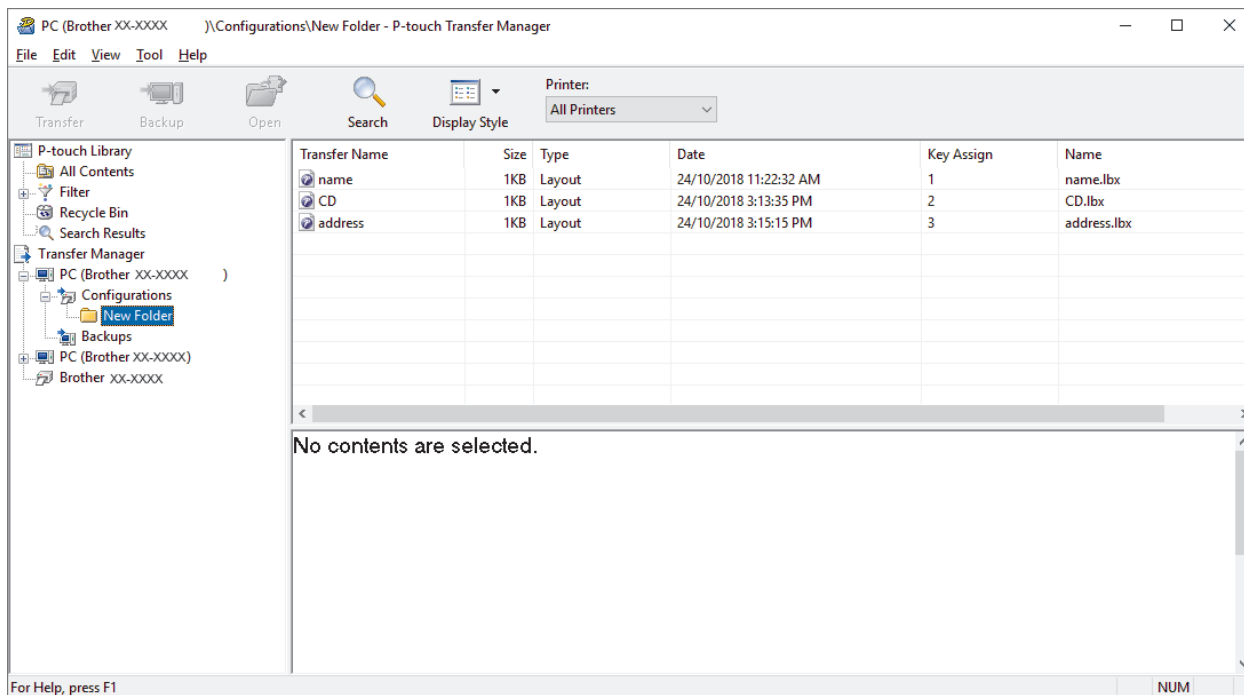 PC (Brother XX-XXXX )\Configurations\New Folder - P-touch Transfer Manager
File Edit View Tool Help
Transfer Backup Open Search Display Style
Printer:
All Printers
P-touch Library
All Contents
Filter
Recycle Bin
Search Results
Transfer Manager
PC (Brother XX-XXXX )
Configurations
New Folder
Backups
PC (Brother XX-XXXX)
Brother XX-XXXX
Transfer Name Size Type Date Key Assign Name
name 1KB Layout 24/10/2018 11:22:32 AM 1 name.lbx
CD 1KB Layout 24/10/2018 3:13:35 PM 2 CD.lbx
address 1KB Layout 24/10/2018 3:15:15 PM 3 address.lbx
No contents are selected.
For Help, press F1 NUM